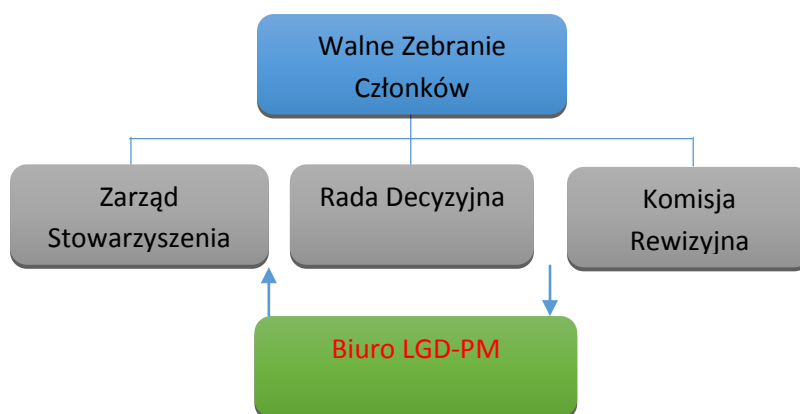 Walne Zebranie
Członków
Zarząd
Stowarzyszenia
Rada Decyzyjna
Komisja
Rewizyjna
Biuro LGD-PM